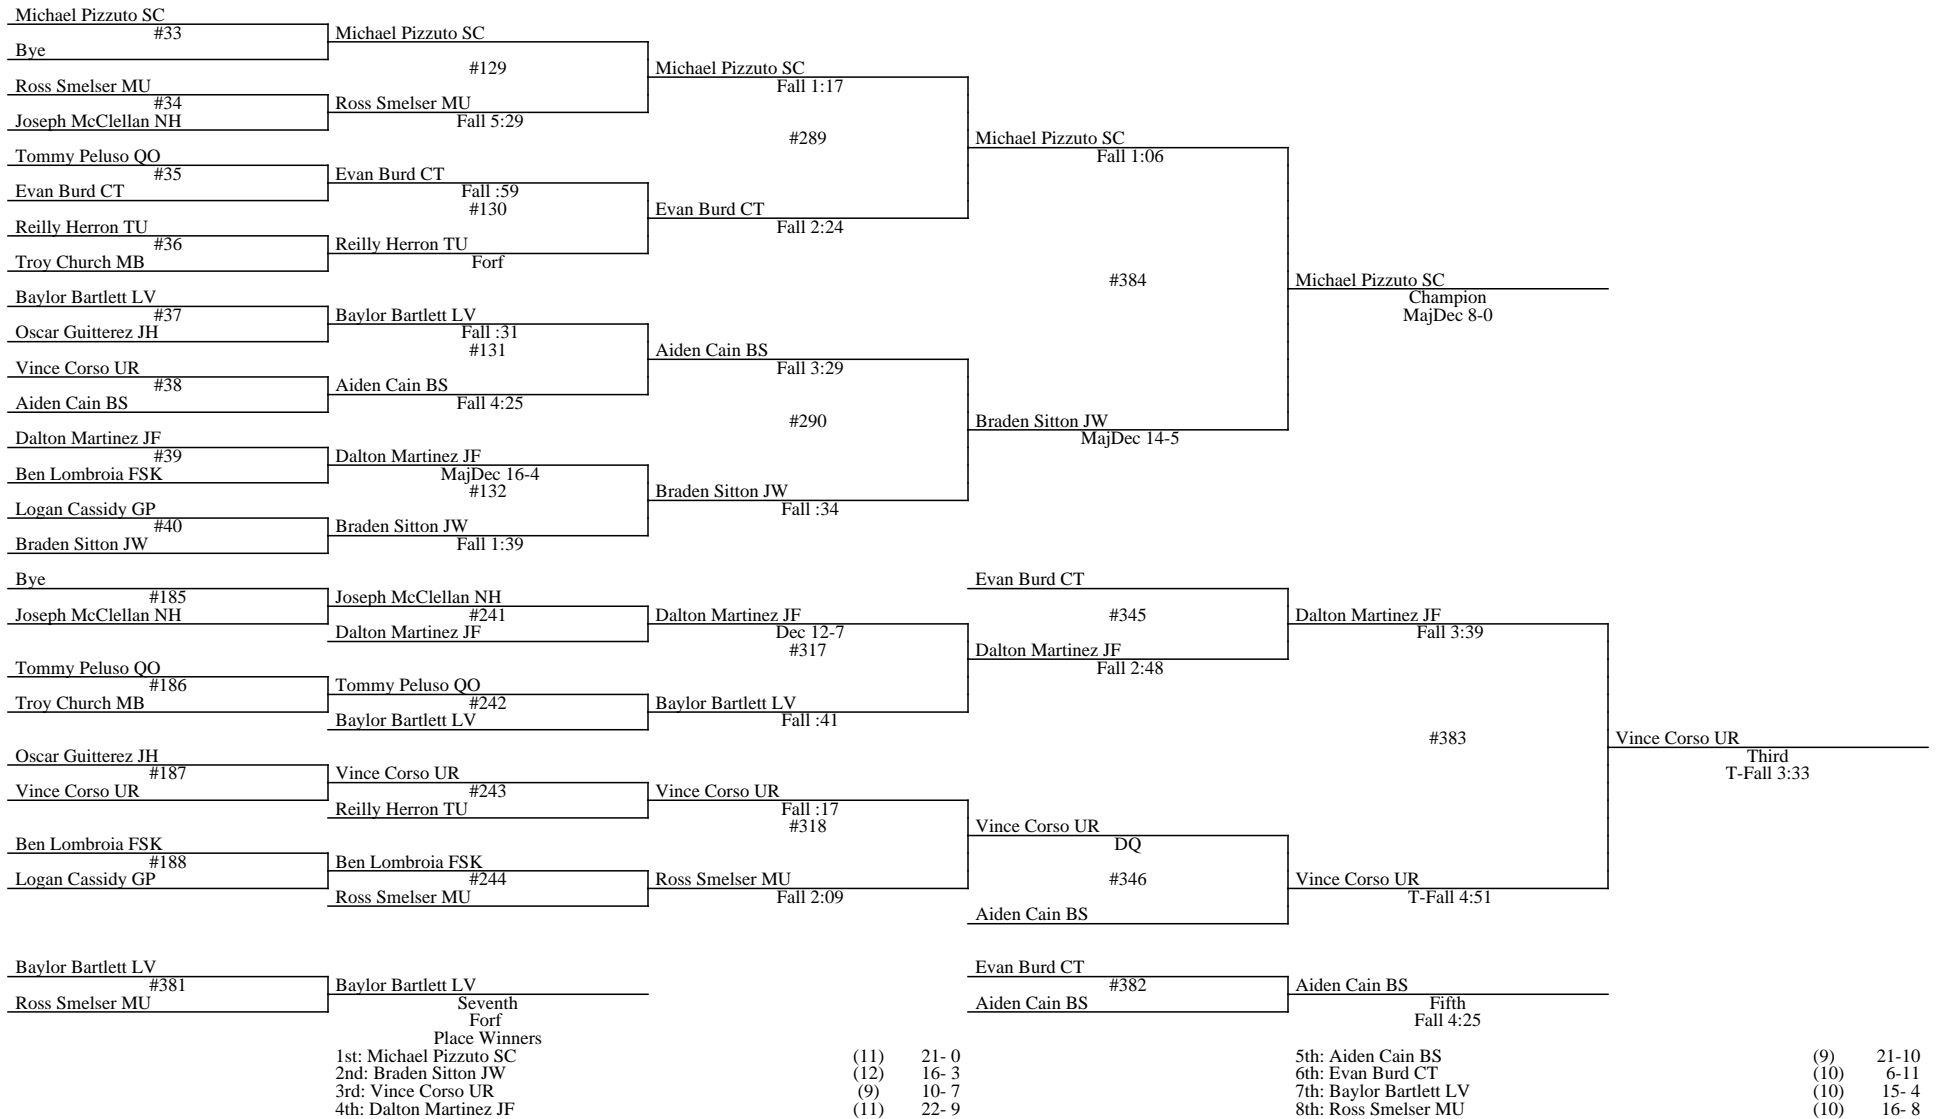 Michael Pizzuto SC
#33
Bye
Michael Pizzuto SC
#129
Ross Smelser MU
#34
Joseph McClellan NH
Ross Smelser MU
Fall 5:29
Michael Pizzuto SC
Fall 1:17
#289
Tommy Peluso QO
#35
Evan Burd CT
Evan Burd CT
Fall :59
#130
Reilly Herron TU
#36
Troy Church MB
Reilly Herron TU
Forf
Evan Burd CT
Fall 2:24
Michael Pizzuto SC
Fall 1:06
#384
Baylor Bartlett LV
#37
Oscar Guitterez JH
Baylor Bartlett LV
Fall :31
#131
Vince Corso UR
#38
Aiden Cain BS
Aiden Cain BS
Fall 4:25
Aiden Cain BS
Fall 3:29
#290
Dalton Martinez JF
#39
Ben Lombroia FSK
Dalton Martinez JF
MajDec 16-4
#132
Logan Cassidy GP
#40
Braden Sitton JW
Braden Sitton JW
Fall 1:39
Braden Sitton JW
Fall :34
Braden Sitton JW
MajDec 14-5
Michael Pizzuto SC
Champion
MajDec 8-0
Bye
#185
Joseph McClellan NH
Joseph McClellan NH
#241
Dalton Martinez JF
Dalton Martinez JF
Dec 12-7
#317
Tommy Peluso QO
#186
Troy Church MB
Tommy Peluso QO
#242
Baylor Bartlett LV
Baylor Bartlett LV
Fall :41
Evan Burd CT
#345
Dalton Martinez JF
Fall 2:48
Dalton Martinez JF
Fall 3:39
#383
Oscar Guitterez JH
#187
Vince Corso UR
Vince Corso UR
#243
Reilly Herron TU
Vince Corso UR
Fall :17
#318
Ben Lombroia FSK
#188
Logan Cassidy GP
Ben Lombroia FSK
#244
Ross Smelser MU
Ross Smelser MU
Fall 2:09
Vince Corso UR
DQ
#346
Aiden Cain BS
Vince Corso UR
T-Fall 4:51
Vince Corso UR
Third
T-Fall 3:33
Baylor Bartlett LV
#381
Ross Smelser MU
Baylor Bartlett LV
Seventh
Forf
Evan Burd CT
#382
Aiden Cain BS
Aiden Cain BS
Fifth
Fall 4:25
Place Winners
1st: Michael Pizzuto SC (11) 21- 0
2nd: Braden Sitton JW (12) 16- 3
3rd: Vince Corso UR (9) 10- 7
4th: Dalton Martinez JF (11) 22- 9
5th: Aiden Cain BS (9) 21-10
6th: Evan Burd CT (10) 6-11
7th: Baylor Bartlett LV (10) 15- 4
8th: Ross Smelser MU (10) 16- 8